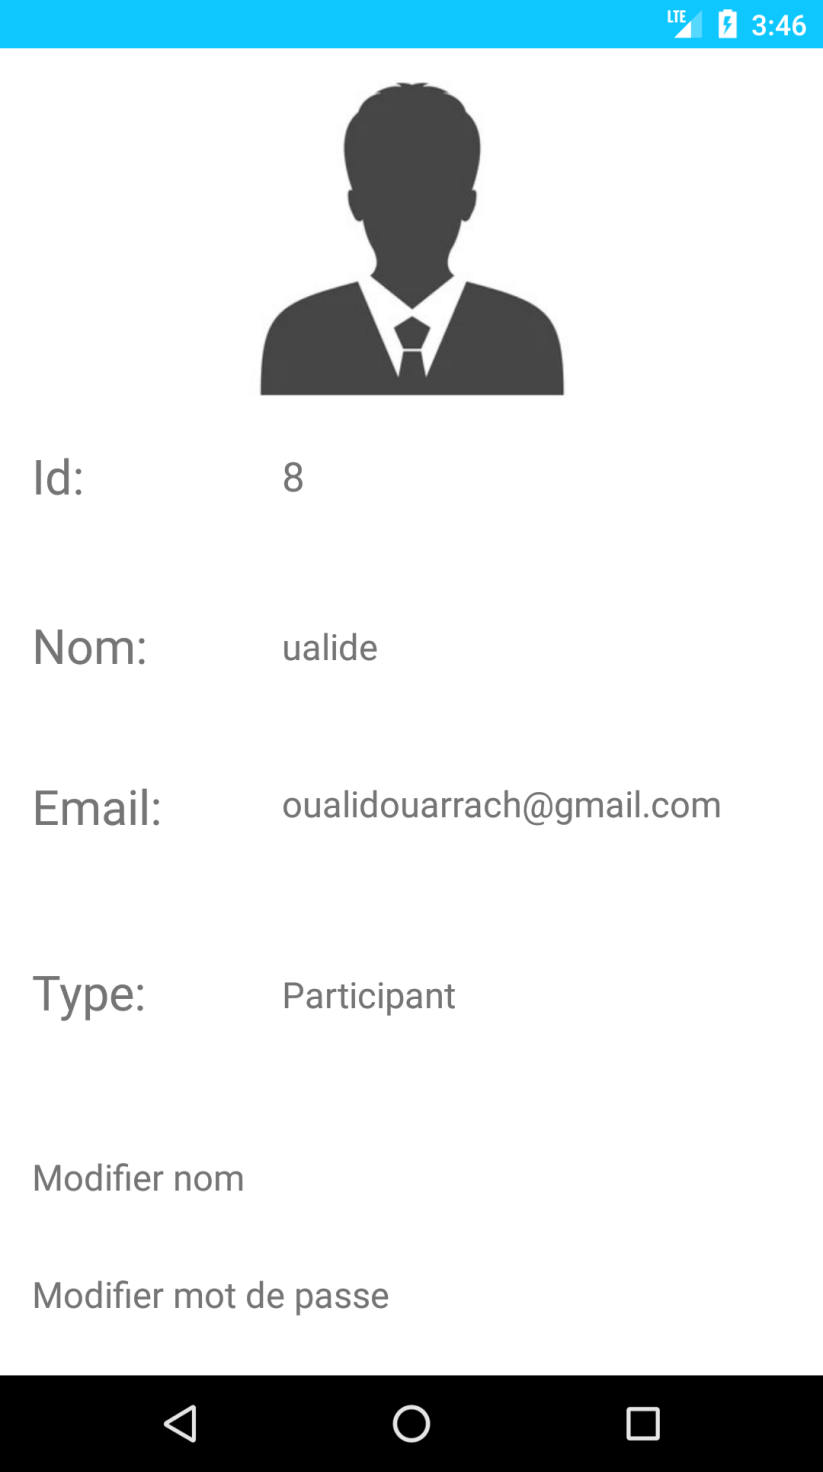 LTE 3:46
Id: 8
Nom: ualide
Email: oualidouarrach@gmail.com
Type: Participant
Modifier nom
Modifier mot de passe